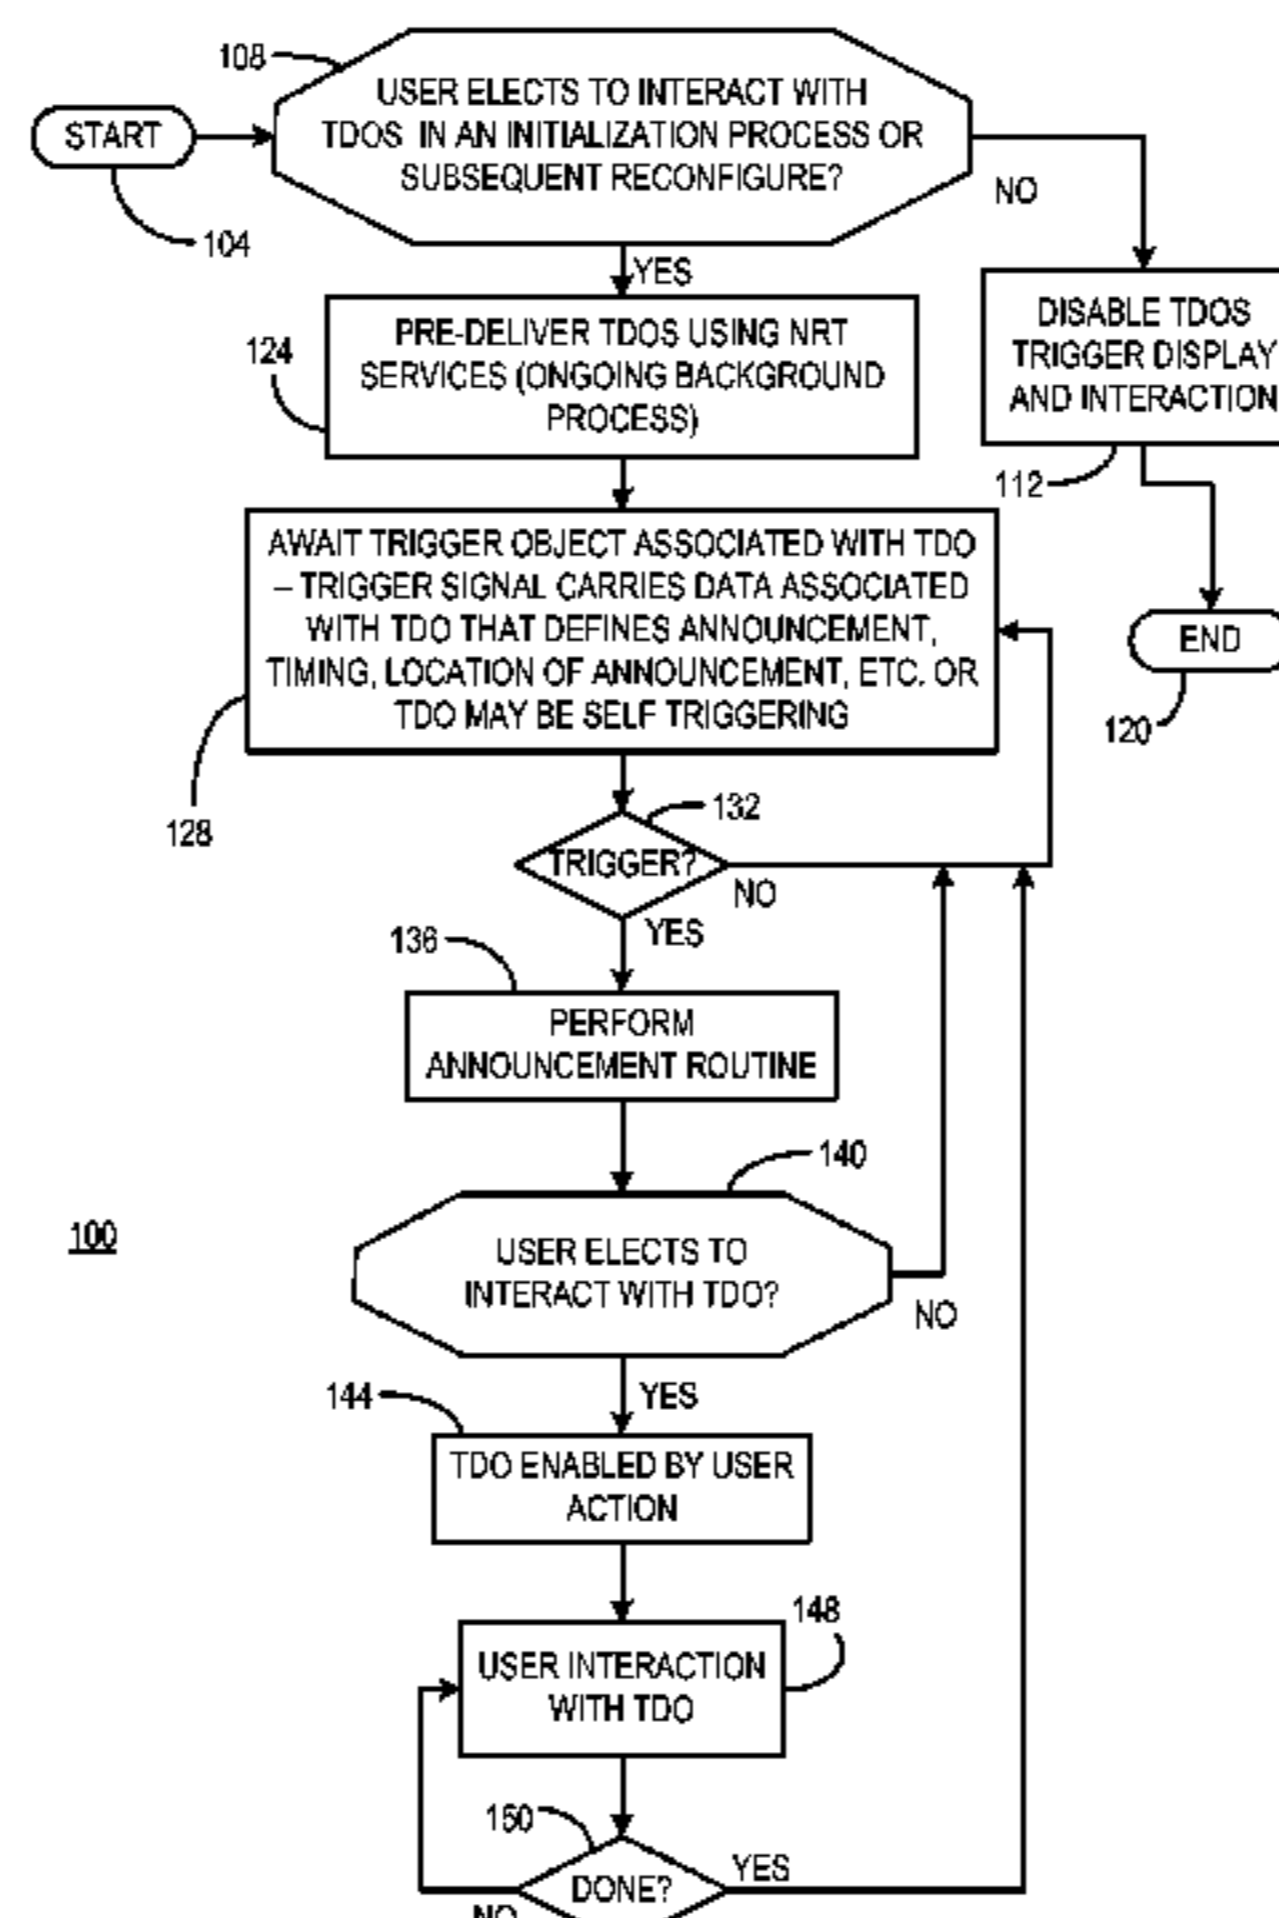 108
USER ELECTS TO INTERACT WITH
TDOS IN AN INITIALIZATION PROCESS OR
SUBSEQUENT RECONFIGURE?
START
104
NO
YES
PRE-DELIVER TDOS USING NRT
SERVICES (ONGOING BACKGROUND
PROCESS)
124
DISABLE TDOS
TRIGGER DISPLAY
AND INTERACTION
112
AWAIT TRIGGER OBJECT ASSOCIATED WITH TDO
– TRIGGER SIGNAL CARRIES DATA ASSOCIATED
WITH TDO THAT DEFINES ANNOUNCEMENT,
TIMING, LOCATION OF ANNOUNCEMENT, ETC. OR
TDO MAY BE SELF TRIGGERING
END
120
128
132
TRIGGER?
NO
YES
136
PERFORM
ANNOUNCEMENT ROUTINE
140
100
USER ELECTS TO
INTERACT WITH TDO?
NO
YES
144
TDO ENABLED BY USER
ACTION
148
USER INTERACTION
WITH TDO
150
DONE?
YES
NO